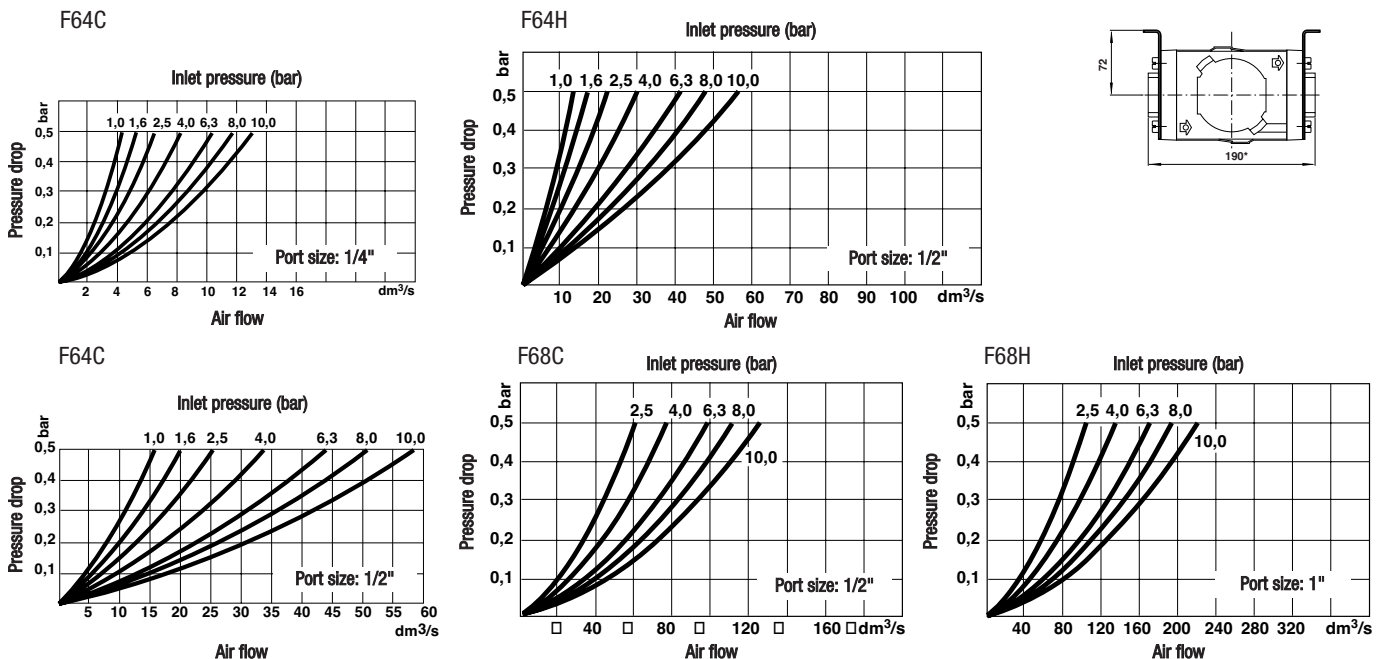 F64C
Inlet pressure (bar)
bar
1,0 1,6 2,5 4,0 6,3 8,0 10,0
0,5
0,4
0,3
0,2
0,1
Pressure drop
Port size: 1/4"
2 4 6 8 10 12 14 16 dm³/s
Air flow
F64H
Inlet pressure (bar)
bar
1,0 1,6 2,5 4,0 6,3 8,0 10,0
0,5
0,4
0,3
0,2
0,1
Pressure drop
Port size: 1/2"
10 20 30 40 50 60 70 80 90 100 dm³/s
Air flow
72
190*
F64C
Inlet pressure (bar)
bar
1,0 1,6 2,5 4,0 6,3 8,0 10,0
0,5
0,4
0,3
0,2
0,1
Pressure drop
Port size: 1/2"
5 10 15 20 25 30 35 40 45 50 55 60
dm³/s
Air flow
F68C
Inlet pressure (bar)
bar
2,5 4,0 6,3 8,0
10,0
0,5
0,4
0,3
0,2
0,1
Pressure drop
Port size: 1/2"
□ 40 □ 80 □ 120 □ 160 □dm³/s
Air flow
F68H
Inlet pressure (bar)
bar
2,5 4,0 6,3 8,0
10,0
0,5
0,4
0,3
0,2
0,1
Pressure drop
Port size: 1"
40 80 120 160 200 240 280 320 dm³/s
Air flow